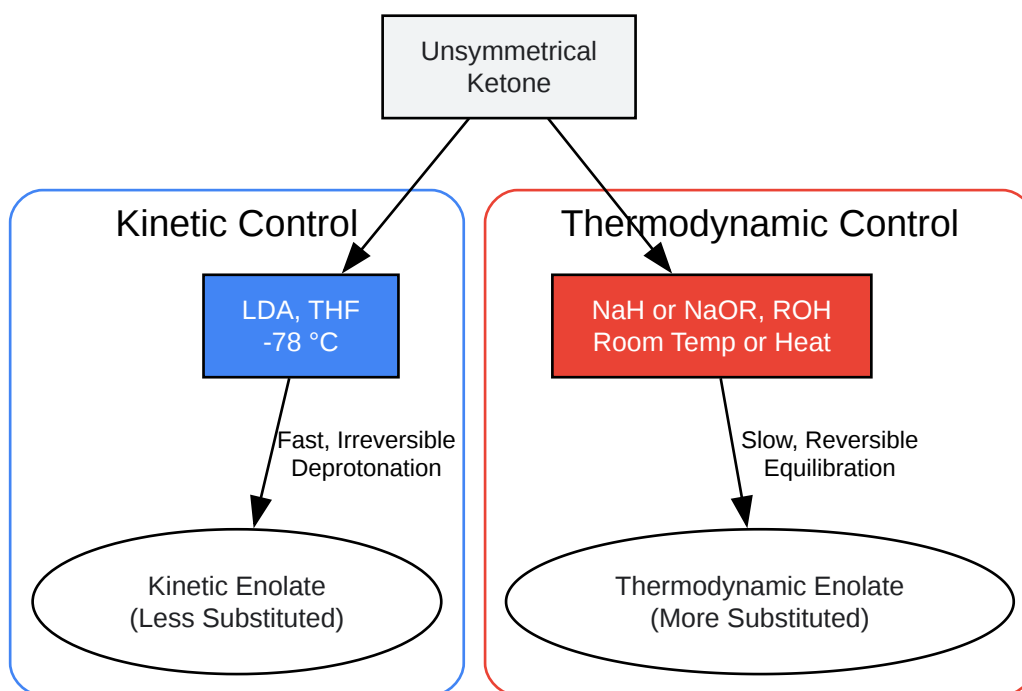 Unsymmetrical
Ketone
Kinetic Control
Thermodynamic Control
LDA, THF
-78 °C
NaH or NaOR, ROH
Room Temp or Heat
Fast, Irreversible
Deprotonation
Slow, Reversible
Equilibration
Kinetic Enolate
(Less Substituted)
Thermodynamic Enolate
(More Substituted)